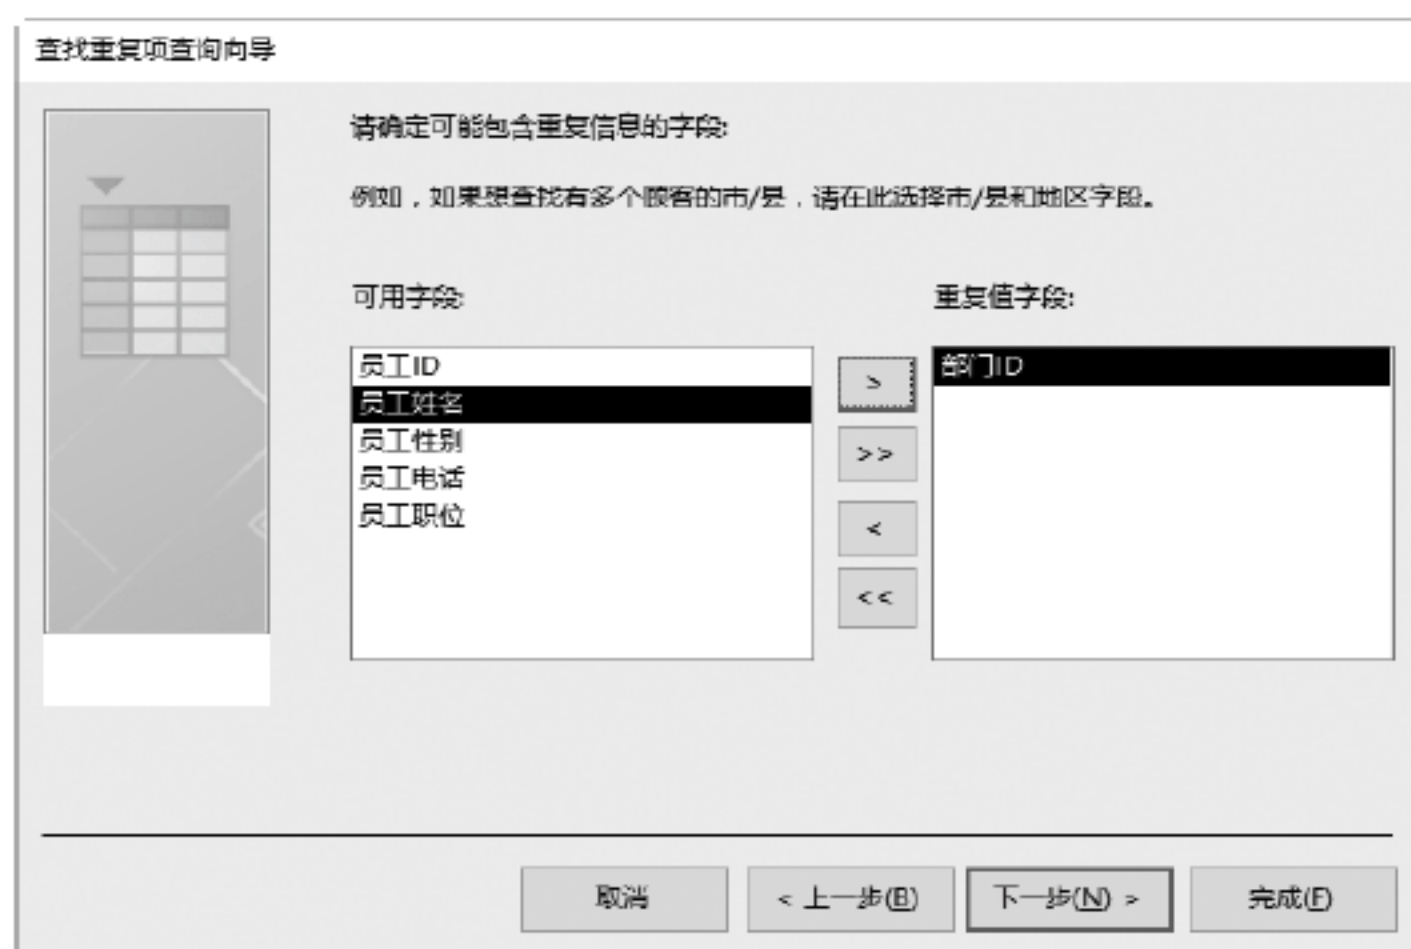 查找重复项查询向导
请确定可能包含重复信息的字段:
例如，如果想查找有多个顾客的市/县，请在此选择市/县和地区字段。
可用字段:
重复值字段:
员工ID
员工姓名
员工性别
员工电话
员工职位
>
>>
<
<<
部门ID
取消
< 上一步(B)
下一步(N) >
完成(F)